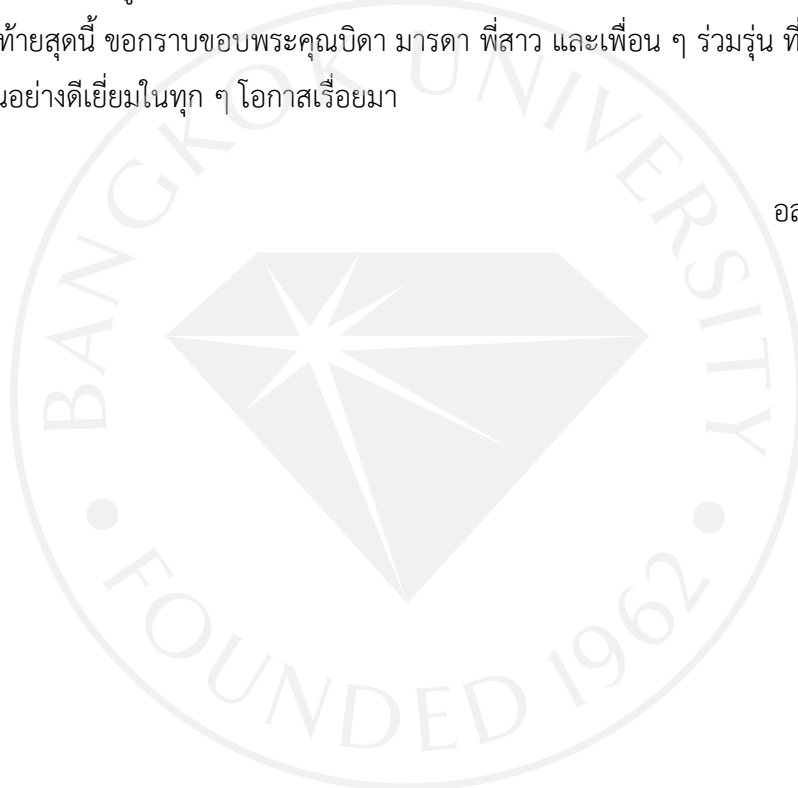 ท้ายสุดนี้ ขอกราบขอบพระคุณบิดา มารดา พี่สาว และเพื่อน ๆ ร่วมรุ่น ที่
อย่างดีเยี่ยมในทุก ๆ โอกาสเรื่อยมา
BANGKOK UNIVERSITY
FOUNDED 1962